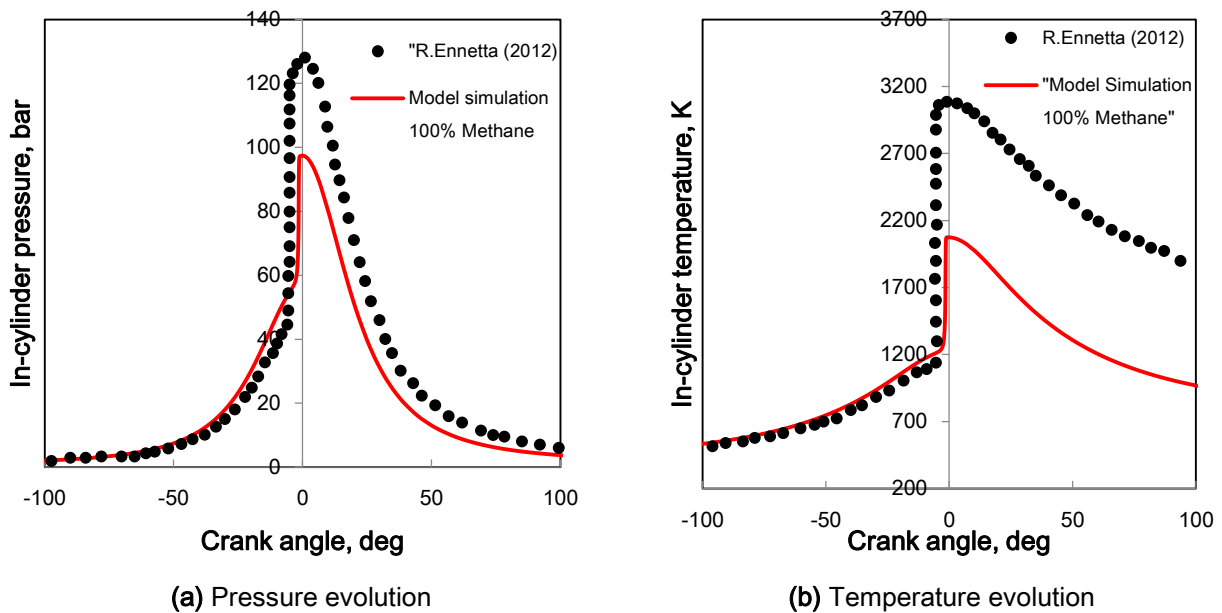 140
120
100
80
60
40
20
0
-100
-50
0
50
100
In-cylinder pressure, bar
Crank angle, deg
"R.Ennetta (2012)
Model simulation
100% Methane
(a) Pressure evolution
3700
3200
2700
2200
1700
1200
700
200
-100
-50
0
50
100
In-cylinder temperature, K
Crank angle, deg
R.Ennetta (2012)
"Model Simulation
100% Methane"
(b) Temperature evolution